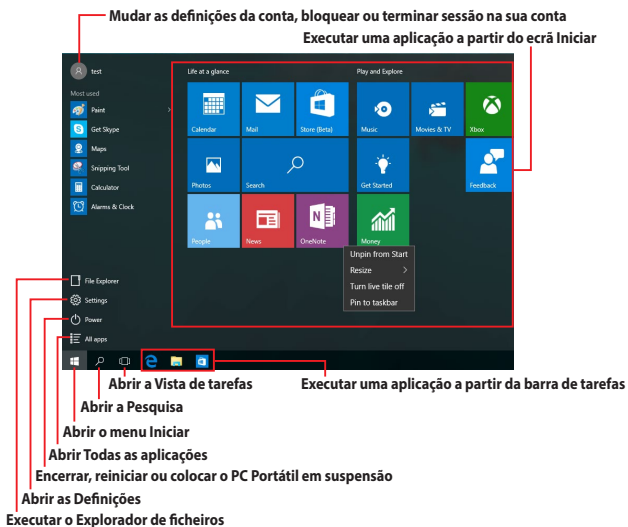 Mudar as definições da conta, bloquear ou terminar sessão na sua conta
Executar uma aplicação a partir do ecrã Iniciar
test
Most used
Paint
Get Skype
Maps
Snipping Tool
Calculator
Alarms & Clock
File Explorer
Settings
Power
All apps
Life at a glance
Calendar
Mail
Store (Beta)
Photos
Search
People
News
OneNote
Play and Explore
Music
Movies & TV
Xbox
Get Started
Feedback
Money
Unpin from Start
Resize
Turn live tile off
Pin to taskbar
Abrir a Vista de tarefas
Executar uma aplicação a partir da barra de tarefas
Abrir a Pesquisa
Abrir o menu Iniciar
Abrir Todas as aplicações
Encerrar, reiniciar ou colocar o PC Portátil em suspensão
Abrir as Definições
Executar o Explorador de ficheiros